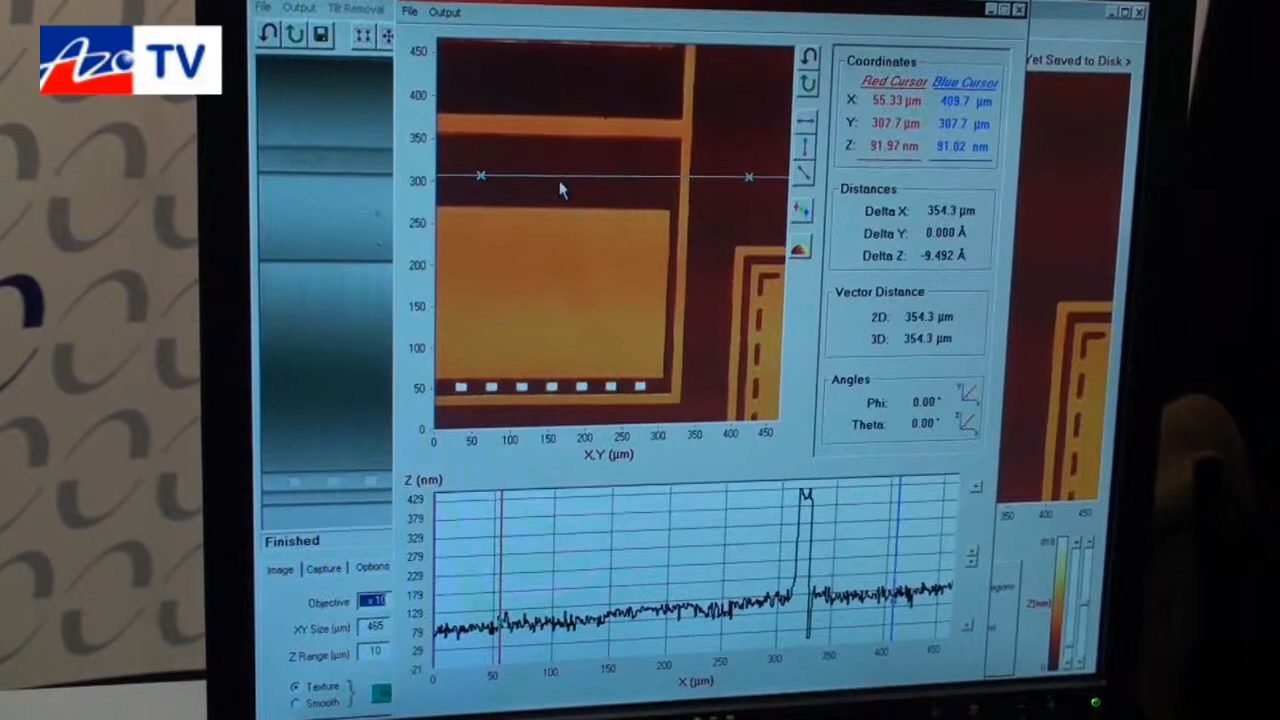 AZo TV
File Output Tilt Removal
File Output
Yet Saved to Disk >
Coordinates
Red Cursor Blue Cursor
X: 55.33 µm 409.7 µm
Y: 307.7 µm 307.7 µm
Z: 91.97 nm 91.02 nm
Distances
Delta X: 354.3 µm
Delta Y: 0.000 Å
Delta Z: -9.492 Å
Vector Distance
2D: 354.3 µm
3D: 354.3 µm
Angles
Phi: 0.00 °
Theta: 0.00 °
450
400
350
300
250
200
150
100
50
0
0 50 100 150 200 250 300 350 400 450
X,Y (µm)
Z (nm)
429
379
329
279
229
179
129
79
29
-21
0 50 100 150 200 250 300 350 400 450
X (µm)
350 400 450
Z(nm)
0
Finished
Image Capture Options
Objective x10
XY Size (µm) 465
Z Range (µm) 10
Texture
Smooth